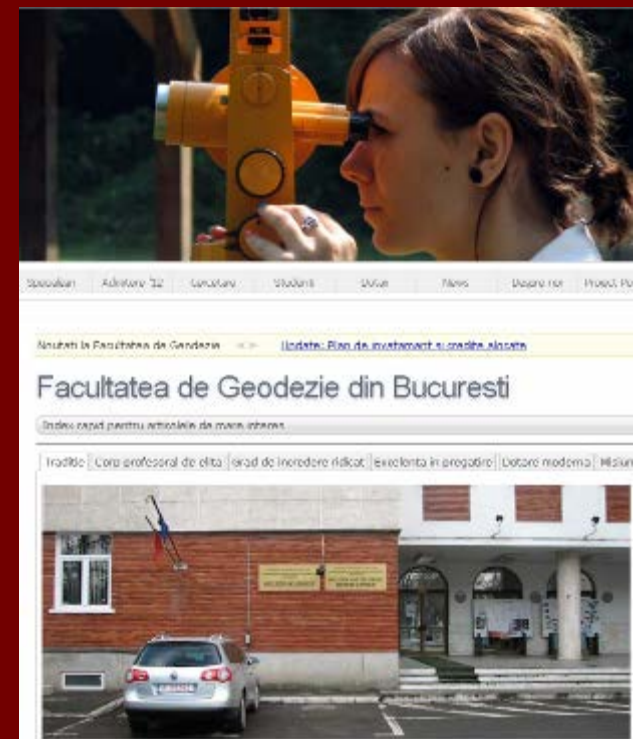 Specializari Admitere '12 Cercetare Studenti Dotari News Despre noi Proiect
Noutati la Facultatea de Geodezie Update: Plan de invatamant si credite alocate
Facultatea de Geodezie din Bucuresti
Index rapid pentru articolele de mare interes
Traditie Corp profesoral de elita Grad de incredere ridicat Excelenta in pregatire Dotare moderna